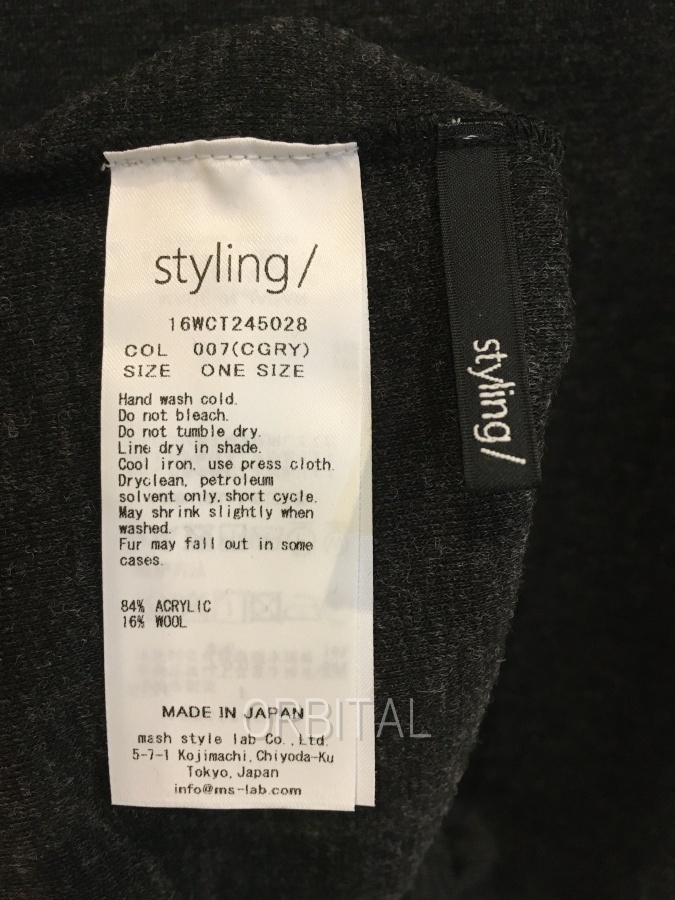 styling/
16WCT245028
COL 007(CGRY)
SIZE ONE SIZE
Hand wash cold.
Do not bleach.
Do not tumble dry.
Line dry in shade.
Cool iron, use press cloth.
Dryclean, petroleum
solvent only, short cycle.
May shrink slightly when
washed.
Fur may fall out in some
cases.
84% ACRYLIC
16% WOOL
MADE IN JAPAN
mash style lab Co., Ltd.
5-7-1 Kojimachi, Chiyoda-Ku
Tokyo, Japan
info@ms-lab.com
styling/
ORBITAL